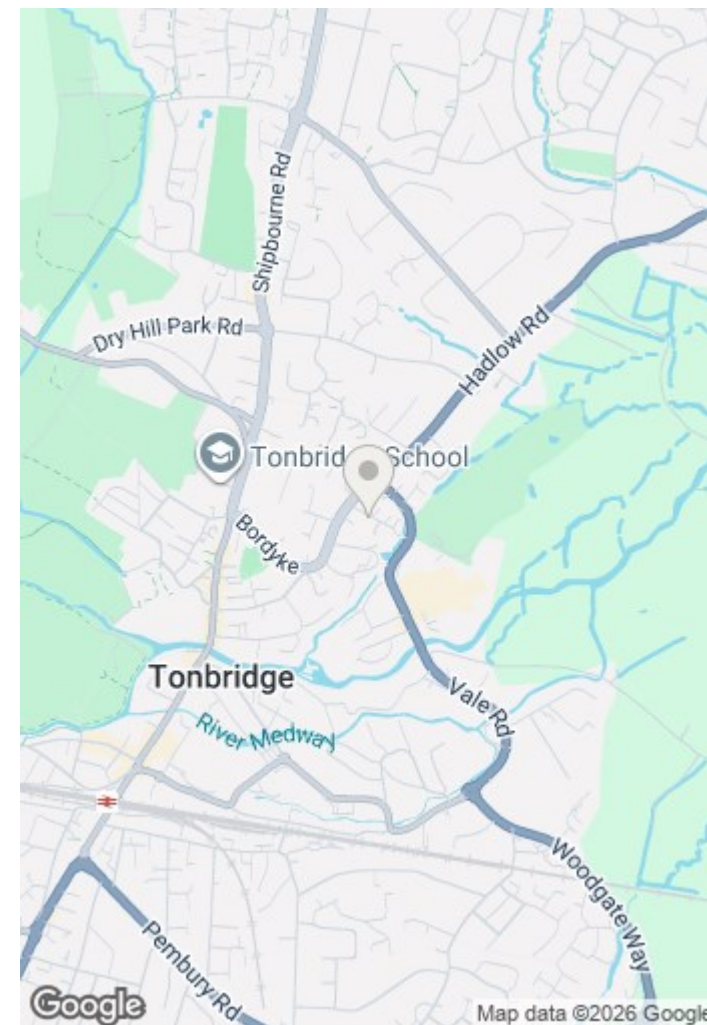 Shipbourne Rd
Dry Hill Park Rd
Hadlow Rd
Tonbridge School
Bordyke
Tonbridge
Vale Rd
River Medway
Woodgate Way
Pembury Rd
Google
Map data ©2026 Google